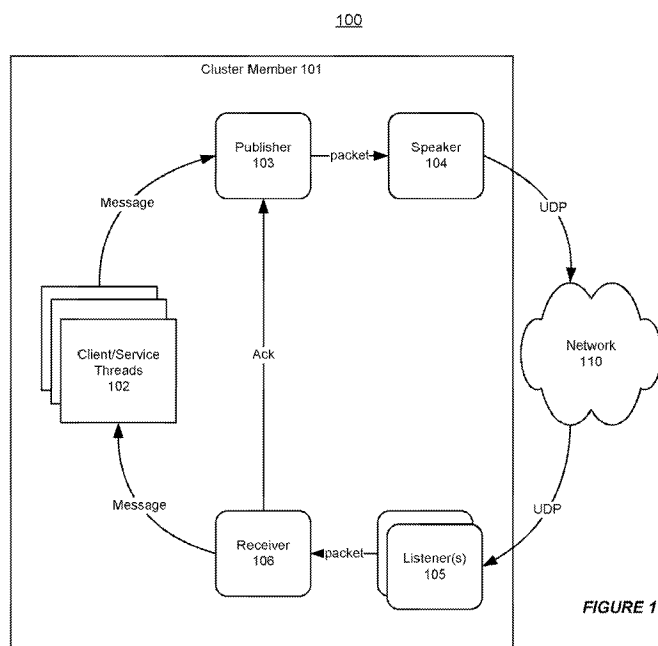 100
Cluster Member 101
Publisher
103
packet
Speaker
104
Message
UDP
Client/Service
Threads
102
Ack
Network
110
Message
UDP
Receiver
106
packet
Listener(s)
105
FIGURE 1